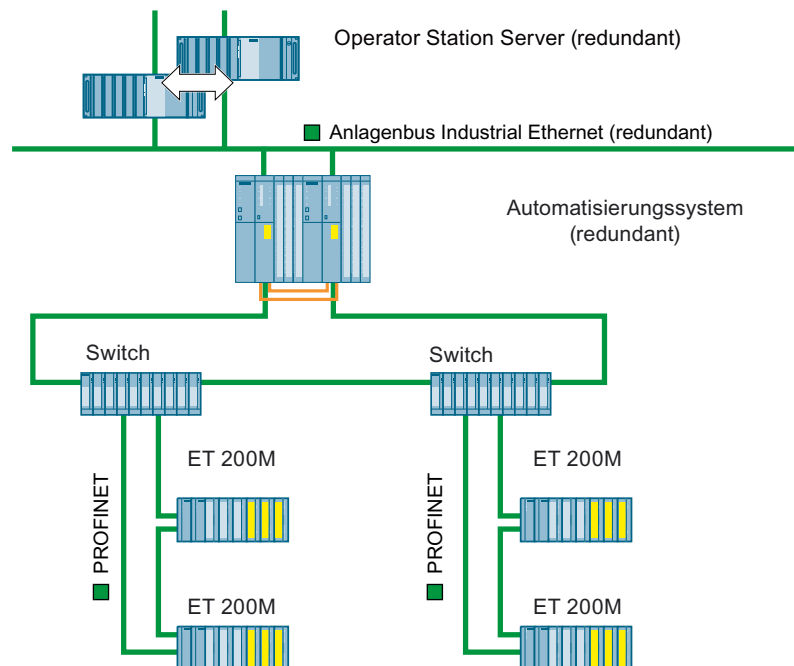 Operator Station Server (redundant)
Anlagenbus Industrial Ethernet (redundant)
Automatisierungssystem
(redundant)
Switch
Switch
ET 200M
ET 200M
PROFINET
PROFINET
ET 200M
ET 200M